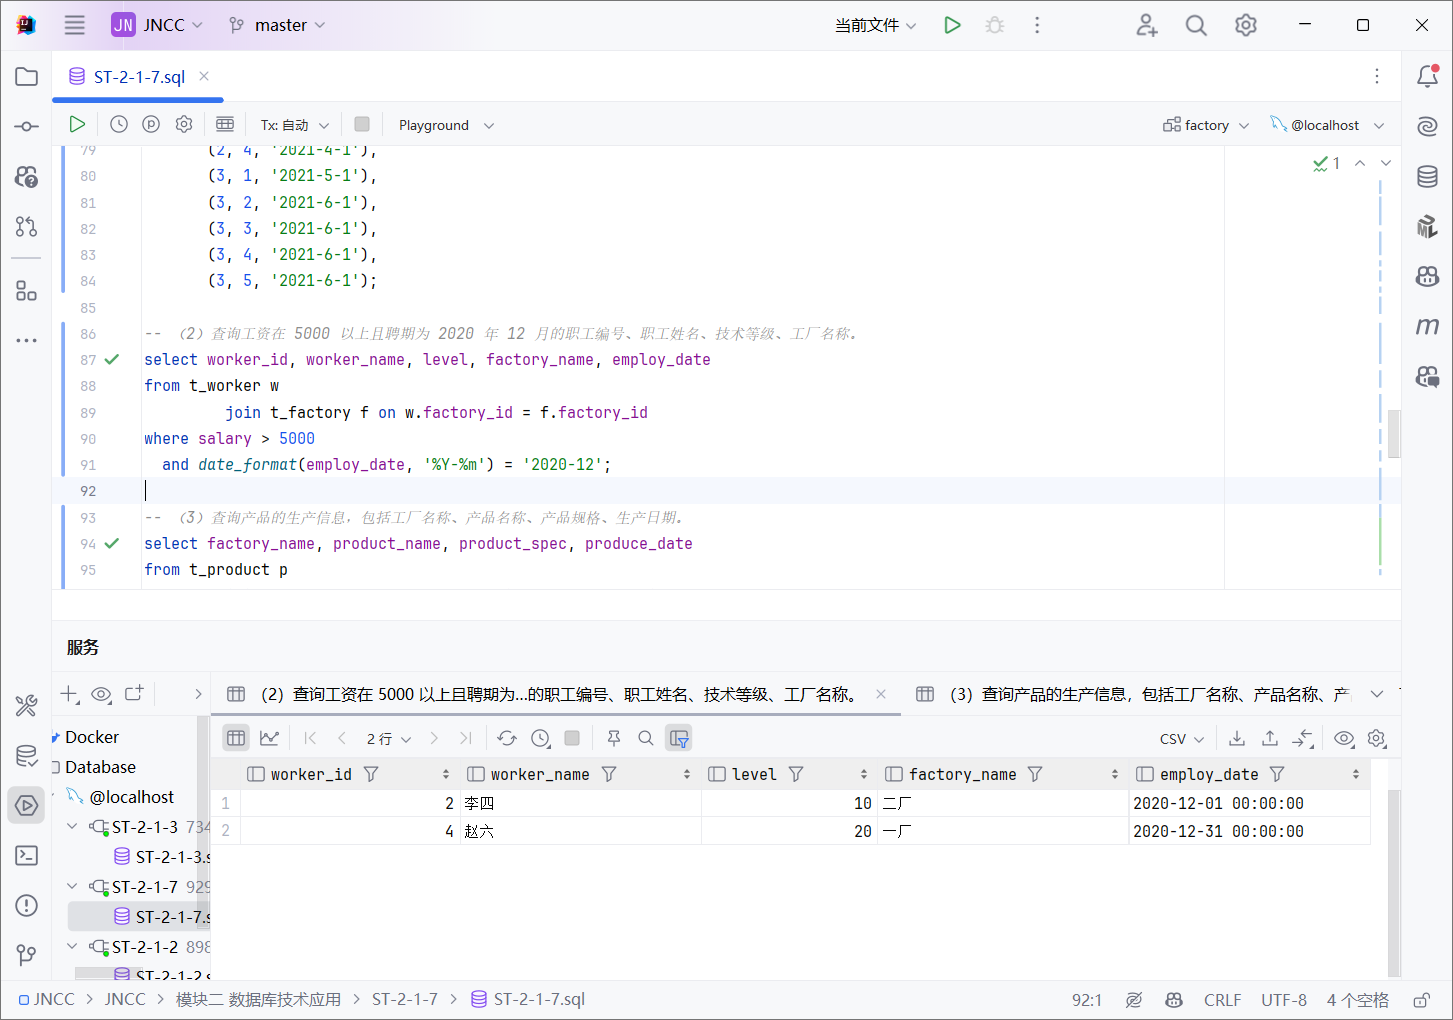 JN JNCC master 当前文件
ST-2-1-7.sql
Tx: 自动 Playground factory @localhost
79 (2, 4, '2021-4-1'),
1
80 (3, 1, '2021-5-1'),
81 (3, 2, '2021-6-1'),
82 (3, 3, '2021-6-1'),
83 (3, 4, '2021-6-1'),
84 (3, 5, '2021-6-1');
85
86 -- （2）查询工资在 5000 以上且聘期为 2020 年 12 月的职工编号、职工姓名、技术等级、工厂名称。
87 select worker_id, worker_name, level, factory_name, employ_date
88 from t_worker w
89 join t_factory f on w.factory_id = f.factory_id
90 where salary > 5000
91 and date_format(employ_date, '%Y-%m') = '2020-12';
92
93 -- （3）查询产品的生产信息，包括工厂名称、产品名称、产品规格、生产日期。
94 select factory_name, product_name, product_spec, produce_date
95 from t_product p
服务
（2）查询工资在 5000 以上且聘期为...的职工编号、职工姓名、技术等级、工厂名称。 （3）查询产品的生产信息，包括工厂名称、产品名称、产
2 行 CSV
Docker
Database
@localhost
ST-2-1-3 734
ST-2-1-3.s
ST-2-1-7 929
ST-2-1-7.s
ST-2-1-2 898
ST-2-1-2.s
worker_id worker_name level factory_name employ_date
1 2 李四 10 二厂 2020-12-01 00:00:00
2 4 赵六 20 一厂 2020-12-31 00:00:00
JNCC > JNCC > 模块二 数据库技术应用 > ST-2-1-7 > ST-2-1-7.sql 92:1 CRLF UTF-8 4 个空格